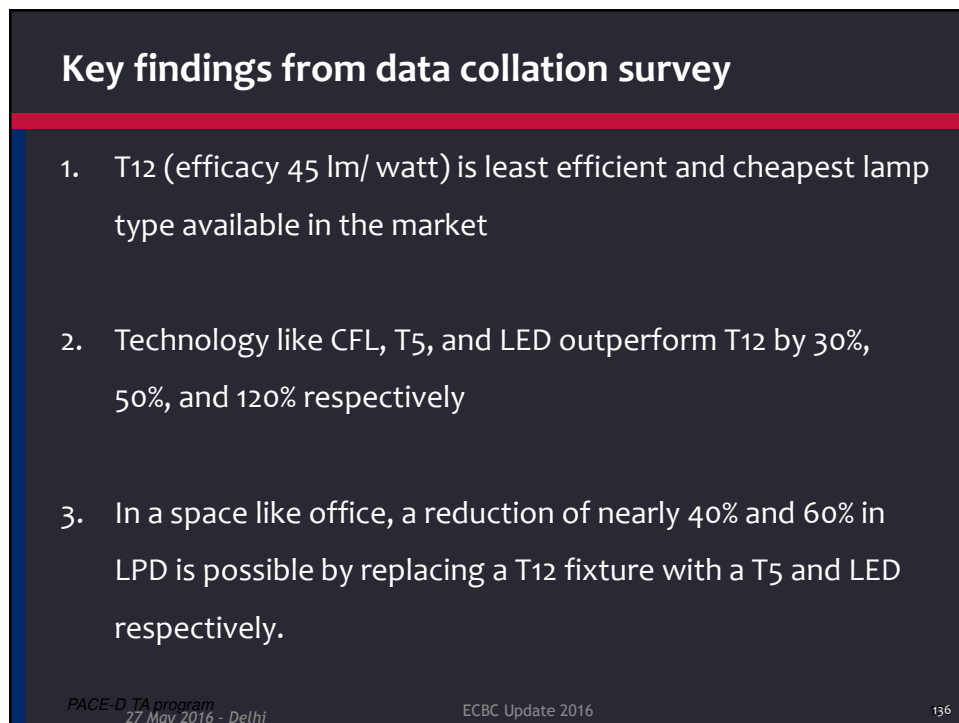 Key findings from data collation survey
1. T12 (efficacy 45 lm/ watt) is least efficient and cheapest lamp
type available in the market
2. Technology like CFL, T5, and LED outperform T12 by 30%,
50%, and 120% respectively
3. In a space like office, a reduction of nearly 40% and 60% in
LPD is possible by replacing a T12 fixture with a T5 and LED
respectively.
PACE-D TA program
27 May 2016 - Delhi
ECBC Update 2016
136